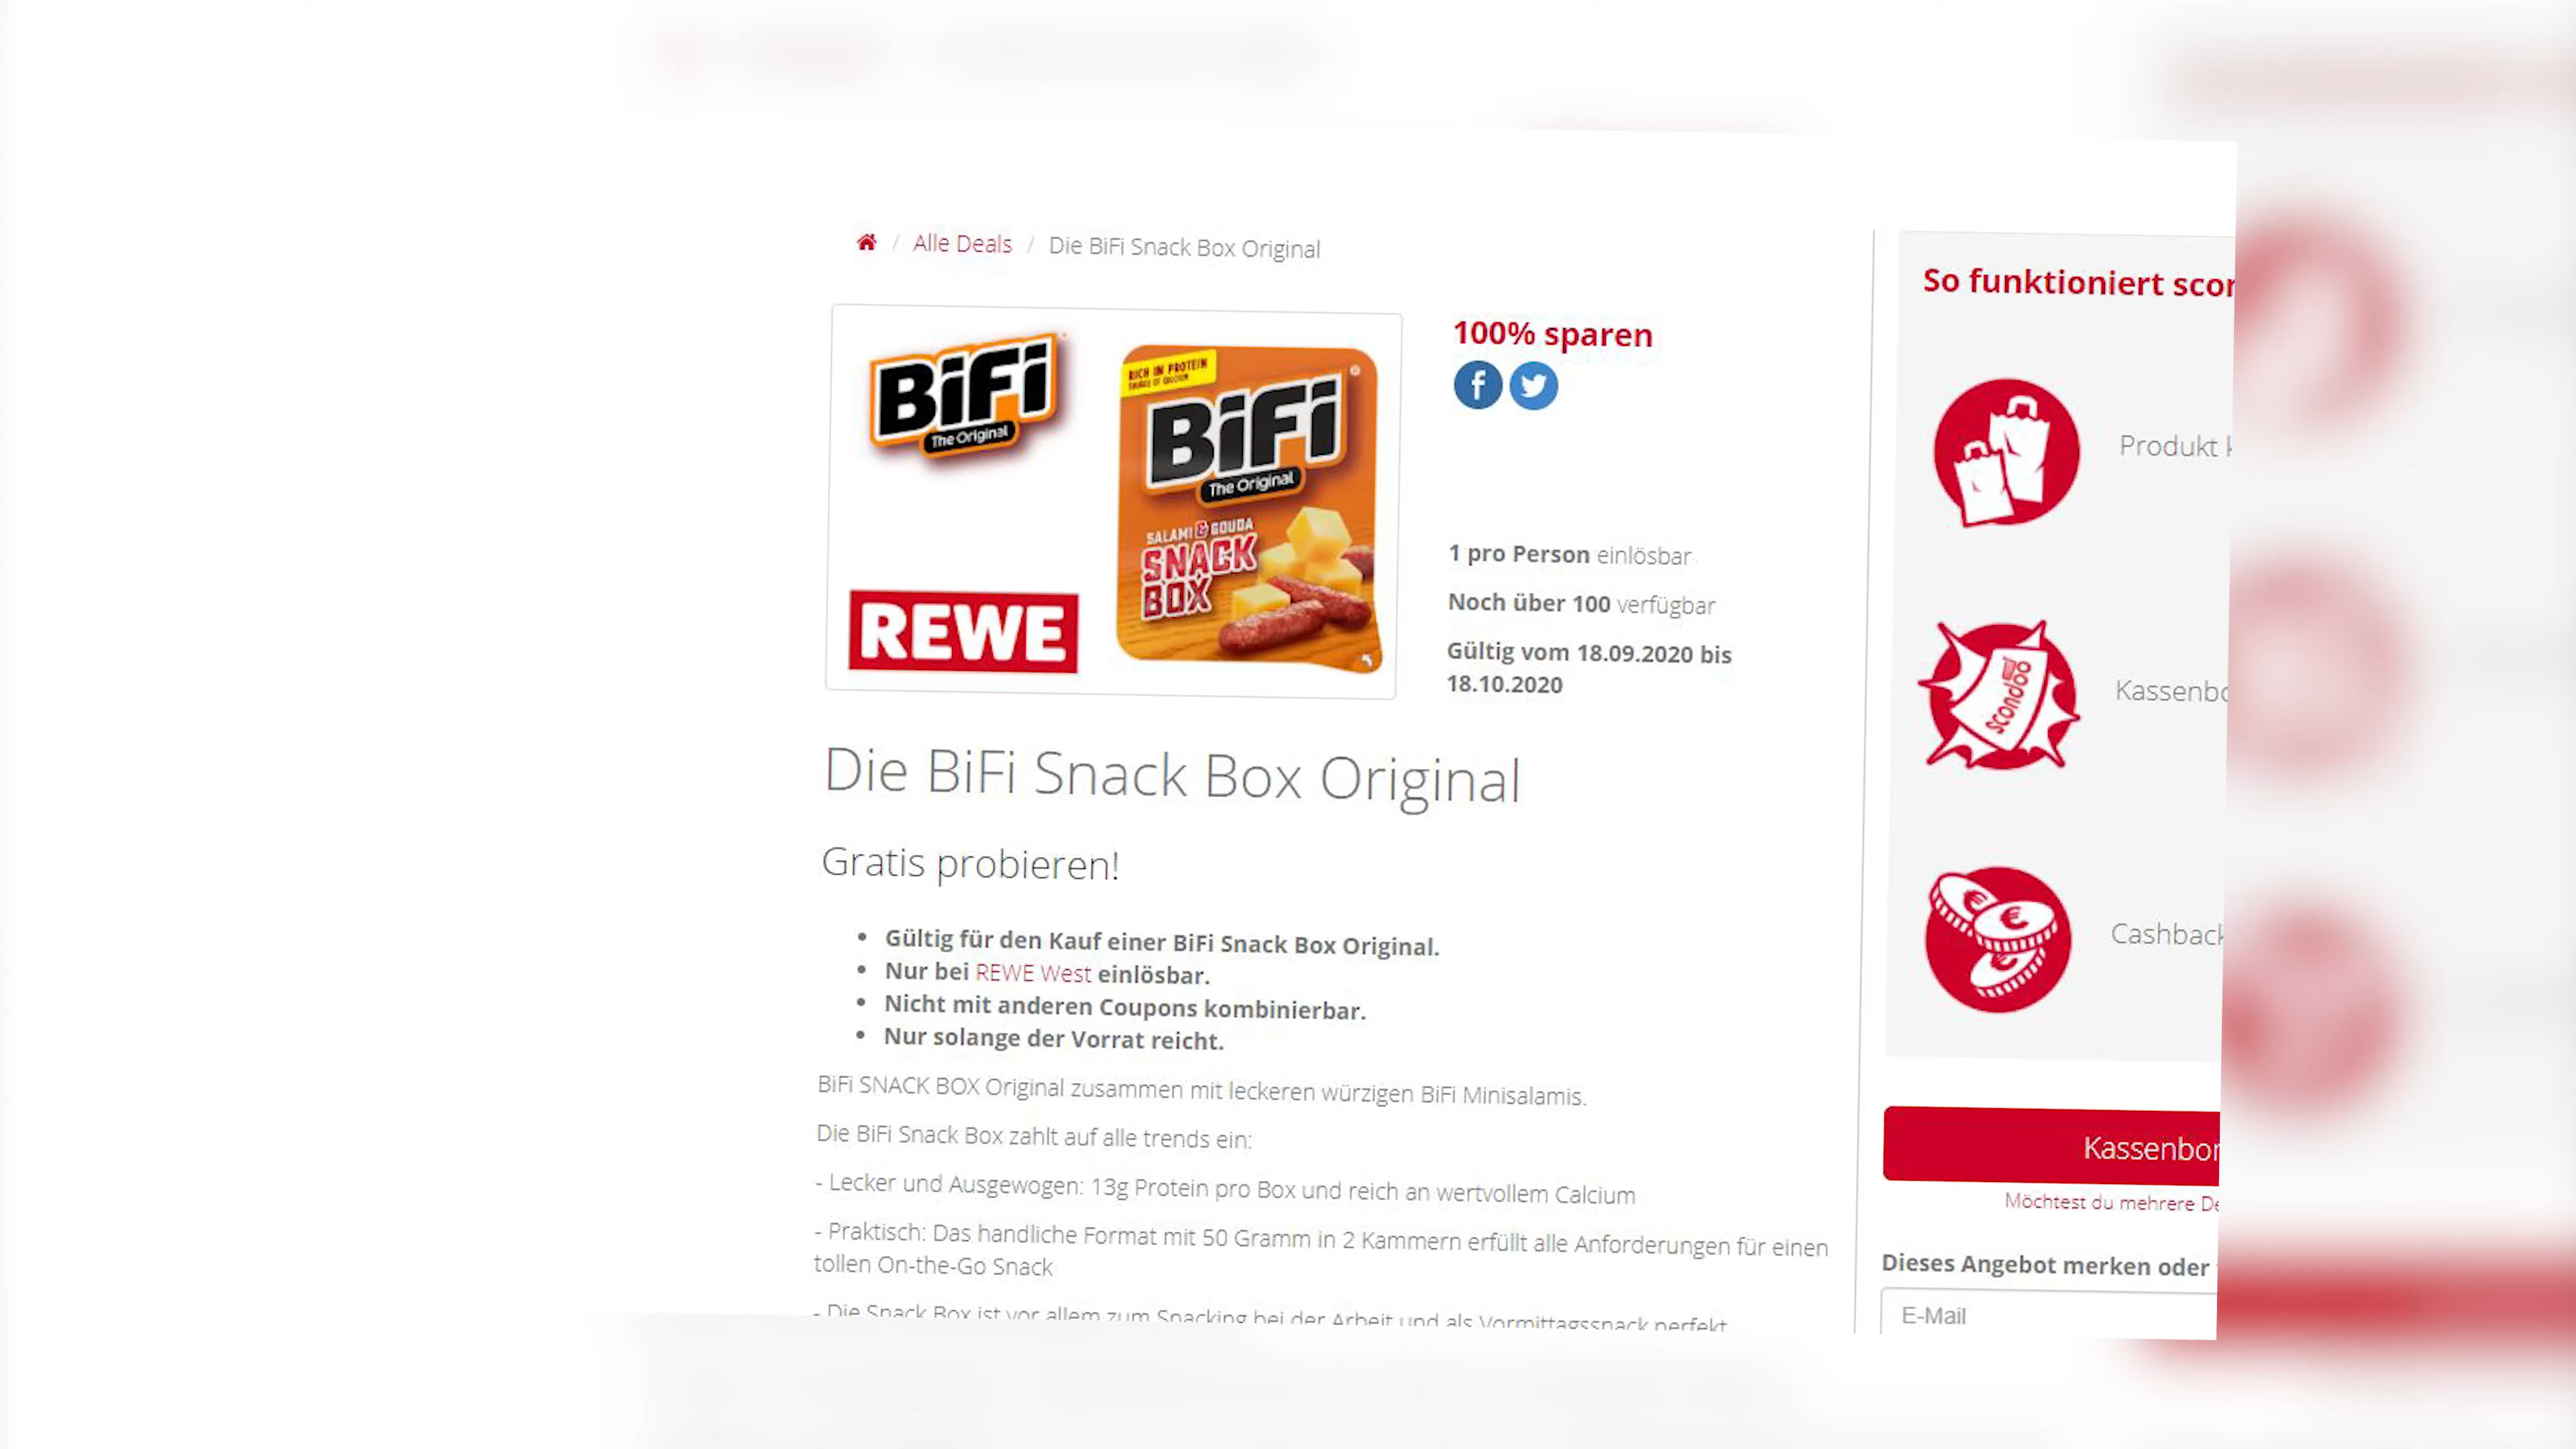 / Alle Deals / Die BiFi Snack Box Original
BiFi
The Original
REWE
RICH IN PROTEIN
SOURCE OF CALCIUM
BiFi
The Original
SALAMI & GOUDA
SNACK
BOX
100% sparen
1 pro Person einlösbar
Noch über 100 verfügbar
Gültig vom 18.09.2020 bis
18.10.2020
Die BiFi Snack Box Original
Gratis probieren!
• Gültig für den Kauf einer BiFi Snack Box Original.
• Nur bei REWE West einlösbar.
• Nicht mit anderen Coupons kombinierbar.
• Nur solange der Vorrat reicht.
BiFi SNACK BOX Original zusammen mit leckeren würzigen BiFi Minisalamis.
Die BiFi Snack Box zahlt auf alle trends ein:
- Lecker und Ausgewogen: 13g Protein pro Box und reich an wertvollem Calcium
- Praktisch: Das handliche Format mit 50 Gramm in 2 Kammern erfüllt alle Anforderungen für einen
tollen On-the-Go Snack
- Die Snack Box ist vor allem zum Snacking bei der Arbeit und als Vormittagssnack perfekt
So funktioniert scon
Produkt
scondoo
Kassenbo
Cashback
Kassenbon
Möchtest du mehrere De
Dieses Angebot merken oder
E-Mail